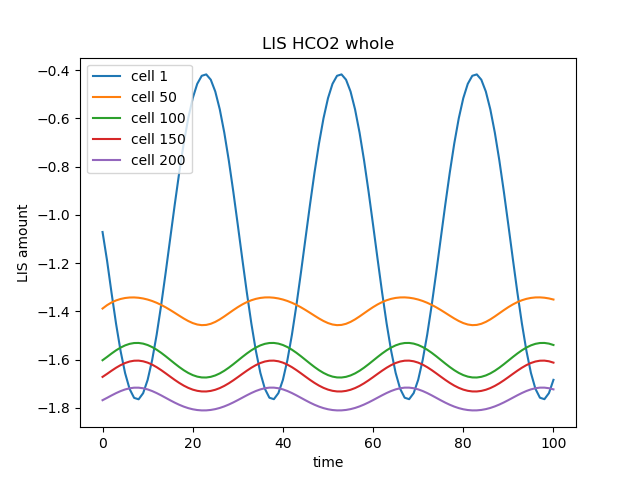 LIS HCO2 whole
cell 1
cell 50
cell 100
cell 150
cell 200
LIS amount
−0.4
−0.6
−0.8
−1.0
−1.2
−1.4
−1.6
−1.8
0 20 40 60 80 100
time